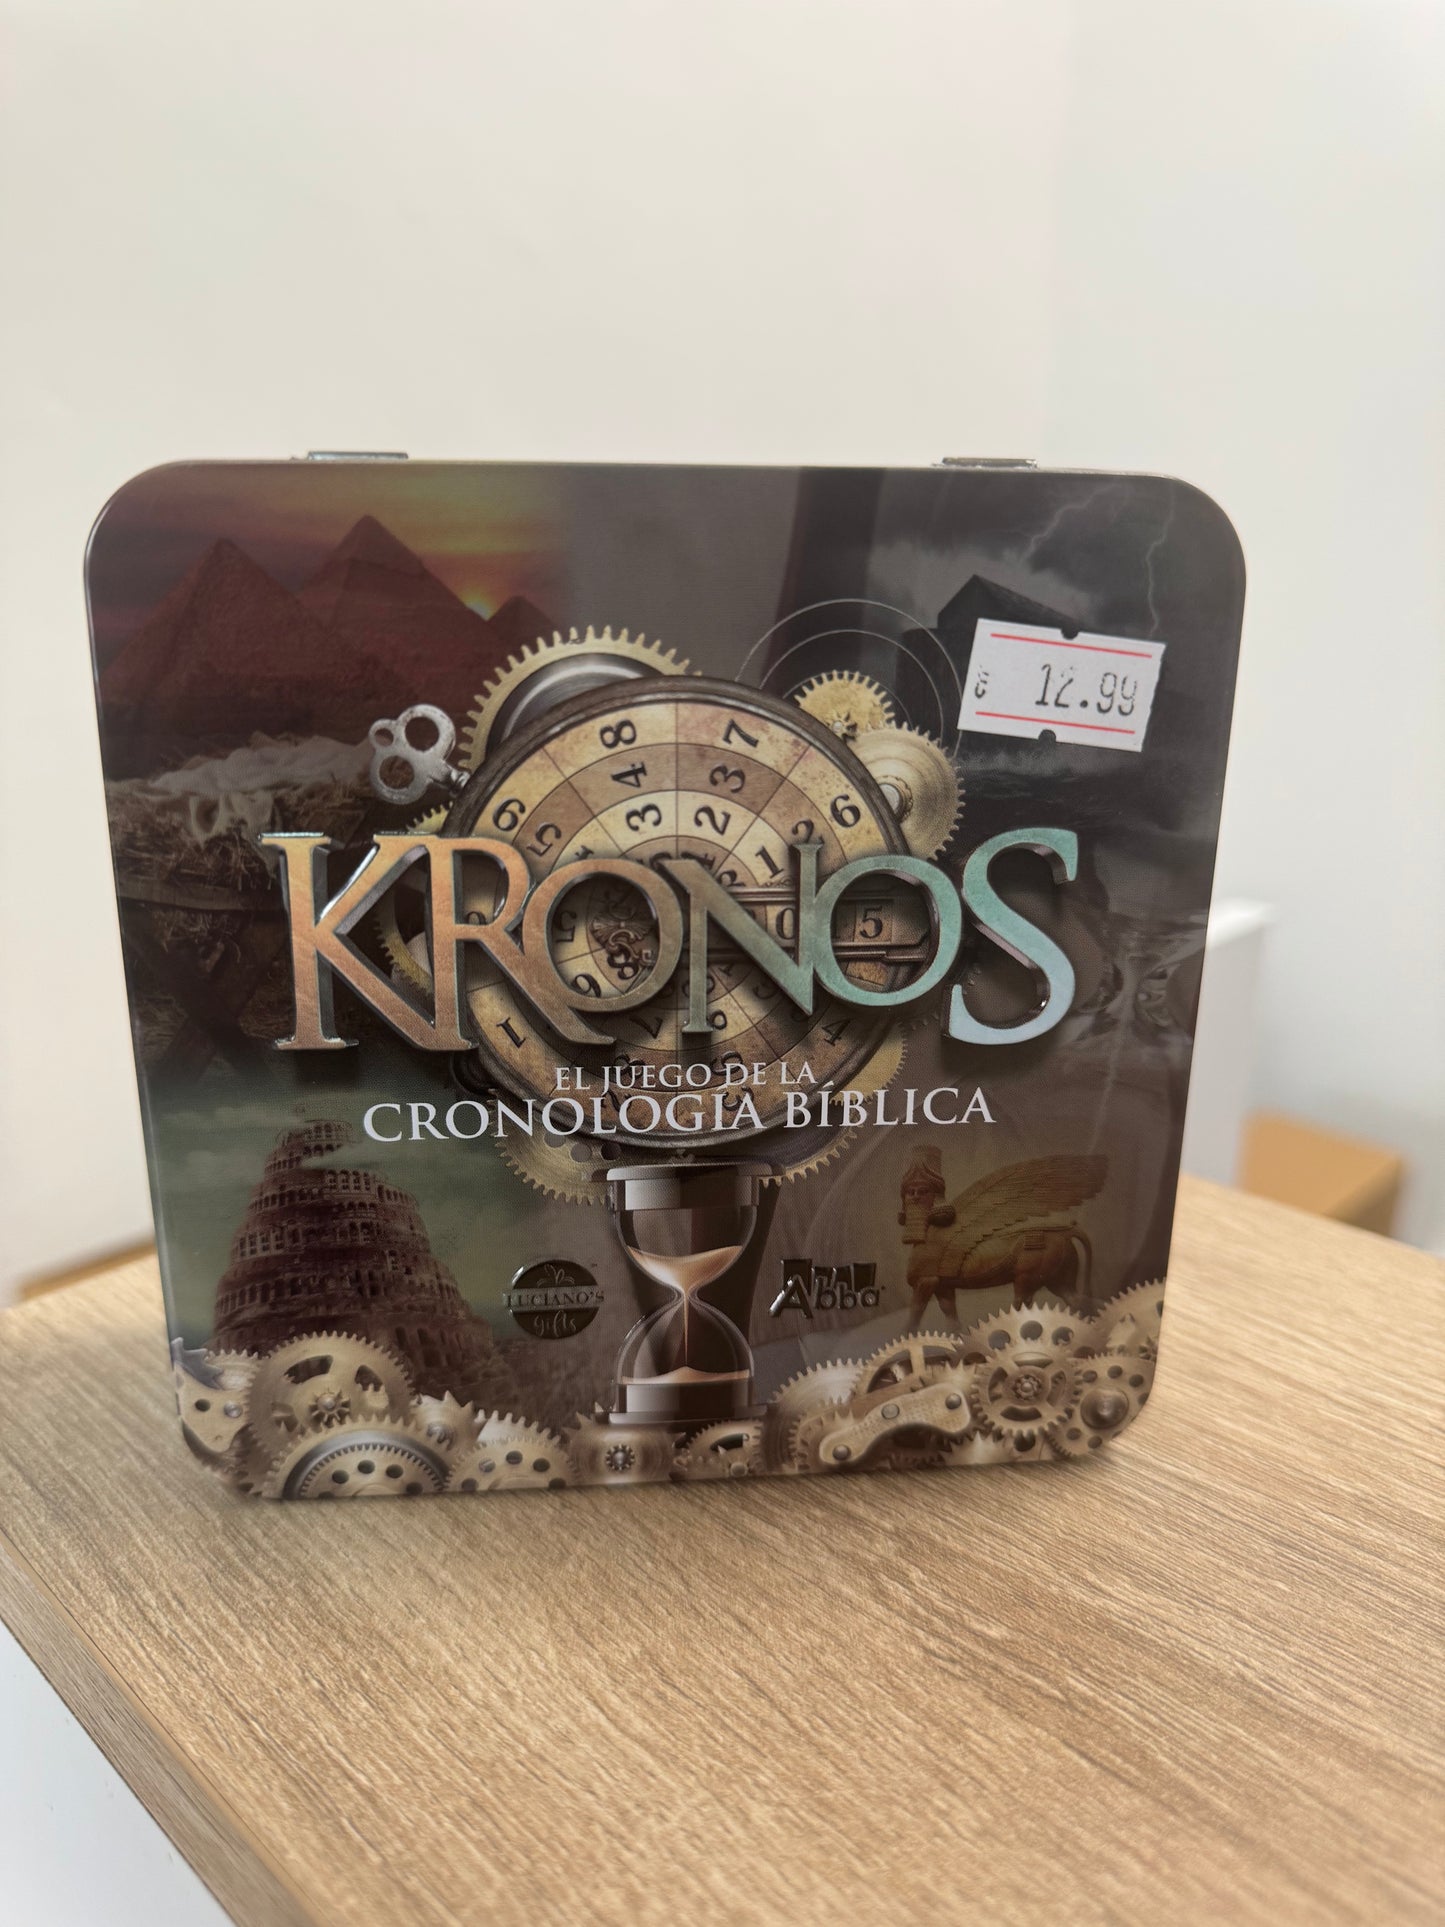 € 12.99
KRONOS
EL JUEGO DE LA
CRONOLOGÍA BÍBLICA
LUCIANO'S
gifts
Abba